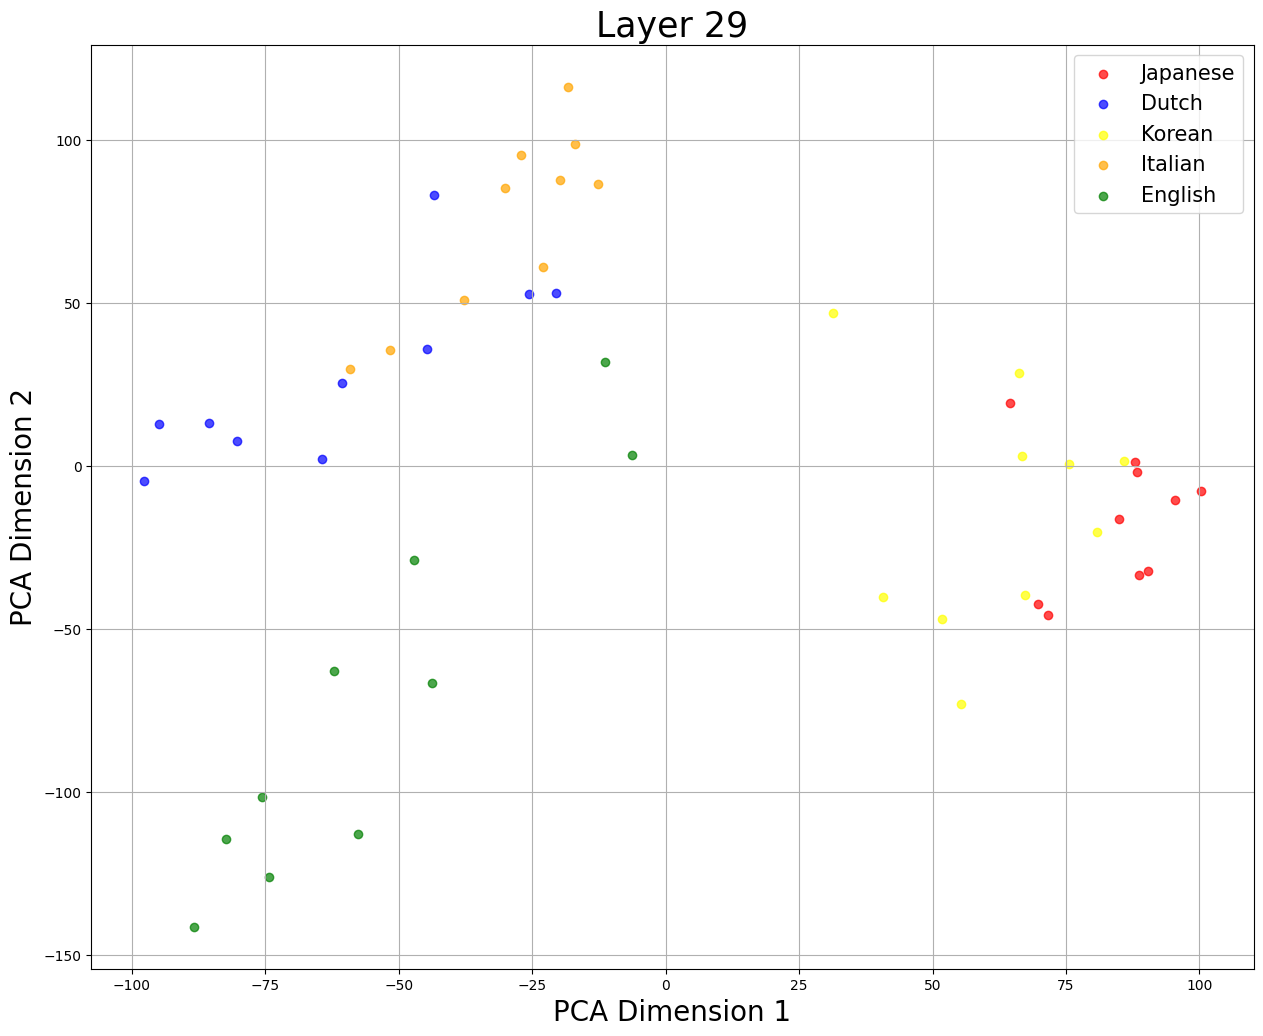 Layer 29
Japanese
Dutch
Korean
Italian
English
100
50
0
−50
−100
−150
PCA Dimension 2
−100
−75
−50
−25
0
25
50
75
100
PCA Dimension 1